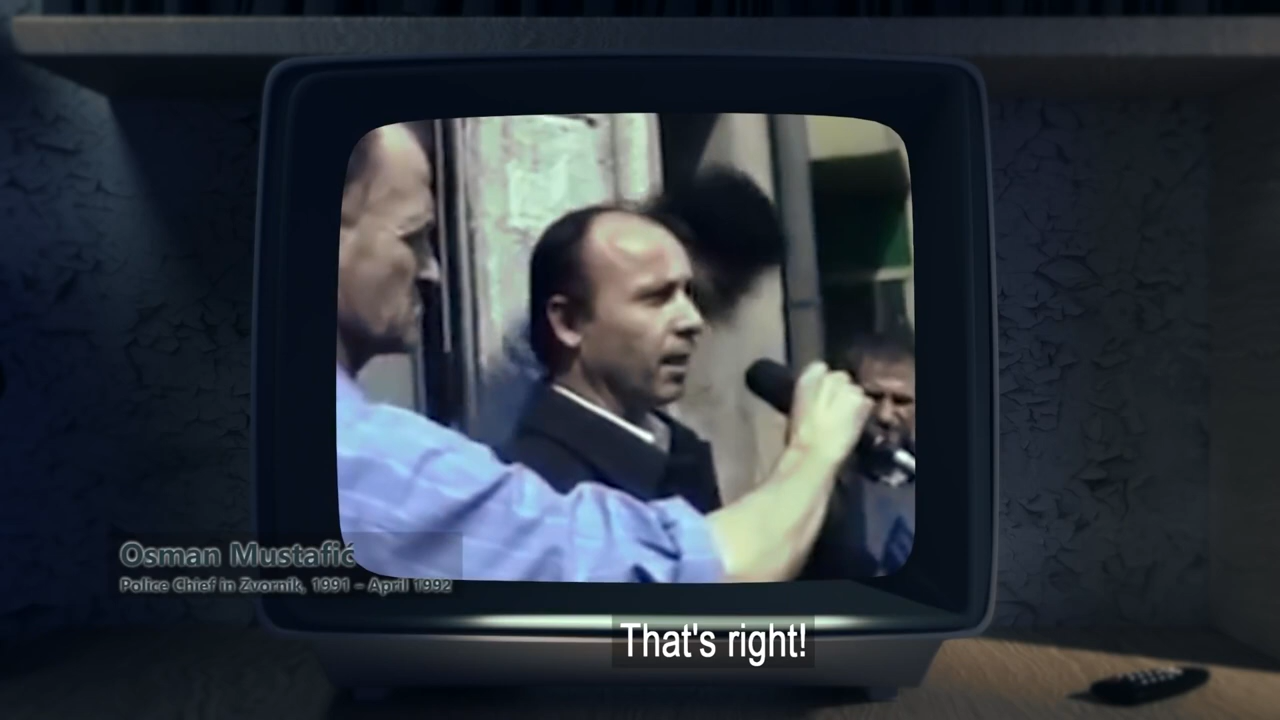 Osman Mustafić
Police Chief in Zvornik, 1991 – April 1992
That's right!